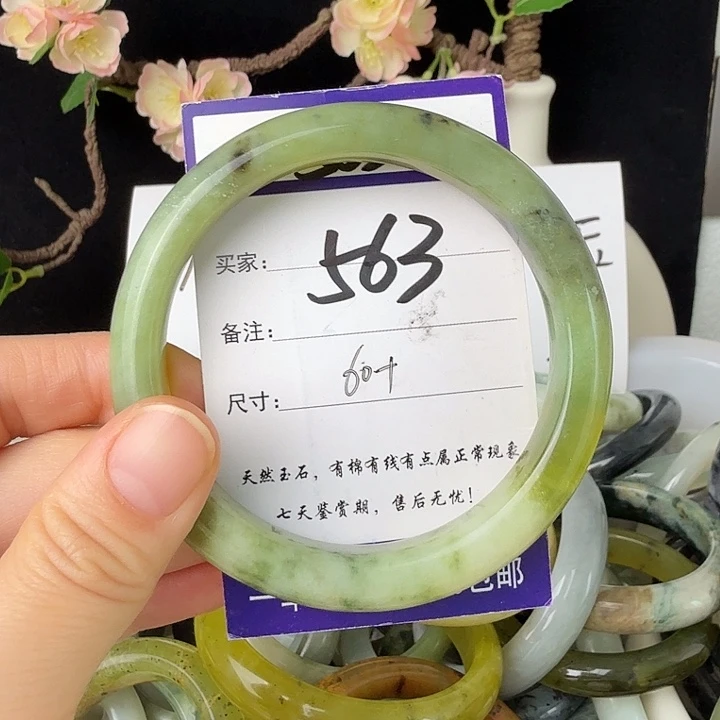 买家: 563
备注:
尺寸: 60+
天然玉石，有棉有线有点属正常现象
七天鉴赏期，售后无忧！
邮